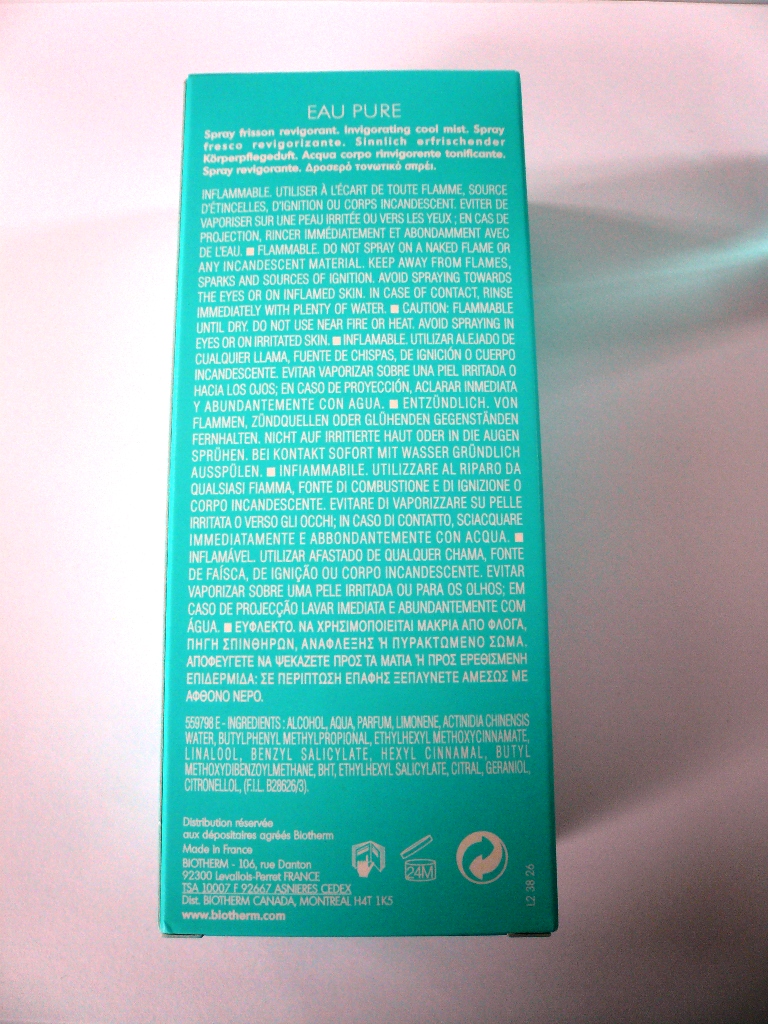 EAU PURE
Spray frisson revigorant. Invigorating cool mist. Spray
fresco revigorizante. Sinnlich erfrischender
Körperpflegeduft. Acqua corpo rinvigorente tonificante.
Spray revigorante. Δροσερό τονωτικό σπρέι.
INFLAMMABLE. UTILISER À L'ÉCART DE TOUTE FLAMME, SOURCE
D'ÉTINCELLES, D'IGNITION OU CORPS INCANDESCENT. EVITER DE
VAPORISER SUR UNE PEAU IRRITÉE OU VERS LES YEUX ; EN CAS DE
PROJECTION, RINCER IMMÉDIATEMENT ET ABONDAMMENT AVEC
DE L'EAU. ■ FLAMMABLE. DO NOT SPRAY ON A NAKED FLAME OR
ANY INCANDESCENT MATERIAL. KEEP AWAY FROM FLAMES,
SPARKS AND SOURCES OF IGNITION. AVOID SPRAYING TOWARDS
THE EYES OR ON INFLAMED SKIN. IN CASE OF CONTACT, RINSE
IMMEDIATELY WITH PLENTY OF WATER. ■ CAUTION: FLAMMABLE
UNTIL DRY. DO NOT USE NEAR FIRE OR HEAT. AVOID SPRAYING IN
EYES OR ON IRRITATED SKIN. ■ INFLAMABLE. UTILIZAR ALEJADO DE
CUALQUIER LLAMA, FUENTE DE CHISPAS, DE IGNICIÓN O CUERPO
INCANDESCENTE. EVITAR VAPORIZAR SOBRE UNA PIEL IRRITADA O
HACIA LOS OJOS; EN CASO DE PROYECCIÓN, ACLARAR INMEDIATA
Y ABUNDANTEMENTE CON AGUA. ■ ENTZÜNDLICH. VON
FLAMMEN, ZÜNDQUELLEN ODER GLÜHENDEN GEGENSTÄNDEN
FERNHALTEN. NICHT AUF IRRITIERTE HAUT ODER IN DIE AUGEN
SPRÜHEN. BEI KONTAKT SOFORT MIT WASSER GRÜNDLICH
AUSSPÜLEN. ■ INFIAMMABILE. UTILIZZARE AL RIPARO DA
QUALSIASI FIAMMA, FONTE DI COMBUSTIONE E DI IGNIZIONE O
CORPO INCANDESCENTE. EVITARE DI VAPORIZZARE SU PELLE
IRRITATA O VERSO GLI OCCHI; IN CASO DI CONTATTO, SCIACQUARE
IMMEDIATAMENTE E ABBONDANTEMENTE CON ACQUA. ■
INFLAMÁVEL. UTILIZAR AFASTADO DE QUALQUER CHAMA, FONTE
DE FAÍSCA, DE IGNIÇÃO OU CORPO INCANDESCENTE. EVITAR
VAPORIZAR SOBRE UMA PELE IRRITADA OU PARA OS OLHOS; EM
CASO DE PROJECÇÃO LAVAR IMEDIATA E ABUNDANTEMENTE COM
ÁGUA. ■ ΕΥΦΛΕΚΤΟ. ΝΑ ΧΡΗΣΙΜΟΠΟΙΕΙΤΑΙ ΜΑΚΡΙΑ ΑΠΟ ΦΛΟΓΑ,
ΠΗΓΗ ΣΠΙΝΘΗΡΩΝ, ΑΝΑΦΛΕΞΗΣ Ή ΠΥΡΑΚΤΩΜΕΝΟ ΣΩΜΑ.
ΑΠΟΦΕΥΓΕΤΕ ΝΑ ΨΕΚΑΖΕΤΕ ΠΡΟΣ ΤΑ ΜΑΤΙΑ Ή ΠΡΟΣ ΕΡΕΘΙΣΜΕΝΗ
ΕΠΙΔΕΡΜΙΔΑ: ΣΕ ΠΕΡΙΠΤΩΣΗ ΕΠΑΦΗΣ ΞΕΠΛΥΝΕΤΕ ΑΜΕΣΩΣ ΜΕ
ΑΦΘΟΝΟ ΝΕΡΟ.
559798 E - INGREDIENTS : ALCOHOL, AQUA, PARFUM, LIMONENE, ACTINIDIA CHINENSIS
WATER, BUTYLPHENYL METHYLPROPIONAL, ETHYLHEXYL METHOXYCINNAMATE,
LINALOOL, BENZYL SALICYLATE, HEXYL CINNAMAL, BUTYL
METHOXYDIBENZOYLMETHANE, BHT, ETHYLHEXYL SALICYLATE, CITRAL, GERANIOL,
CITRONELLOL, (F.I.L. B28626/3).
Distribution réservée
aux dépositaires agréés Biotherm
Made in France
BIOTHERM - 106, rue Danton
92300 Levallois-Perret FRANCE
TSA 10007 F 92667 ASNIERES CEDEX
Dist. BIOTHERM CANADA, MONTREAL H4T 1K5
www.biotherm.com
24M
12 38 26